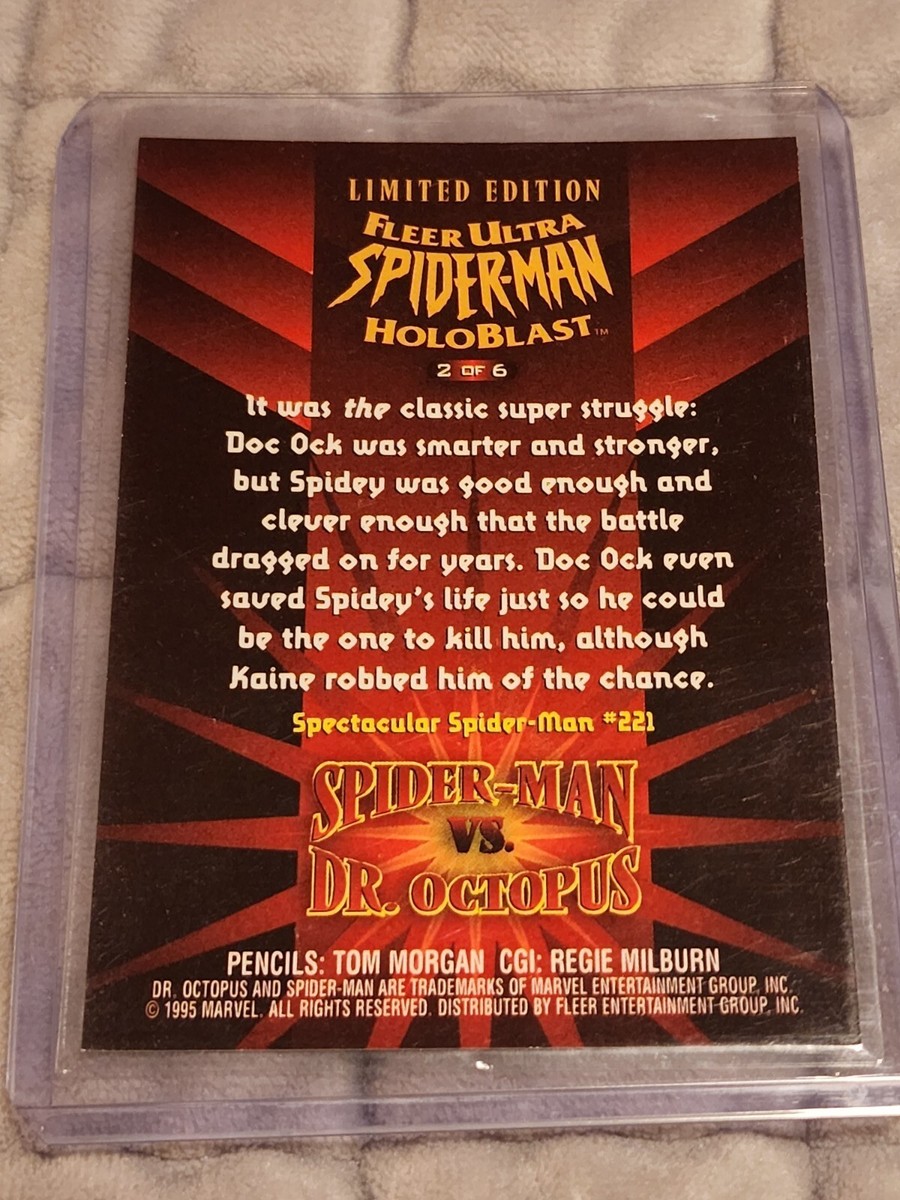 LIMITED EDITION
FLEER ULTRA
SPIDER-MAN
HOLOBLAST™
2 OF 6
It was the classic super struggle:
Doc Ock was smarter and stronger,
but Spidey was good enough and
clever enough that the battle
dragged on for years. Doc Ock even
saved Spidey's life just so he could
be the one to kill him, although
Kaine robbed him of the chance.
Spectacular Spider-Man #221
SPIDER-MAN
VS.
DR. OCTOPUS
PENCILS: TOM MORGAN CGI: REGIE MILBURN
DR. OCTOPUS AND SPIDER-MAN ARE TRADEMARKS OF MARVEL ENTERTAINMENT GROUP, INC.
© 1995 MARVEL. ALL RIGHTS RESERVED. DISTRIBUTED BY FLEER ENTERTAINMENT GROUP, INC.